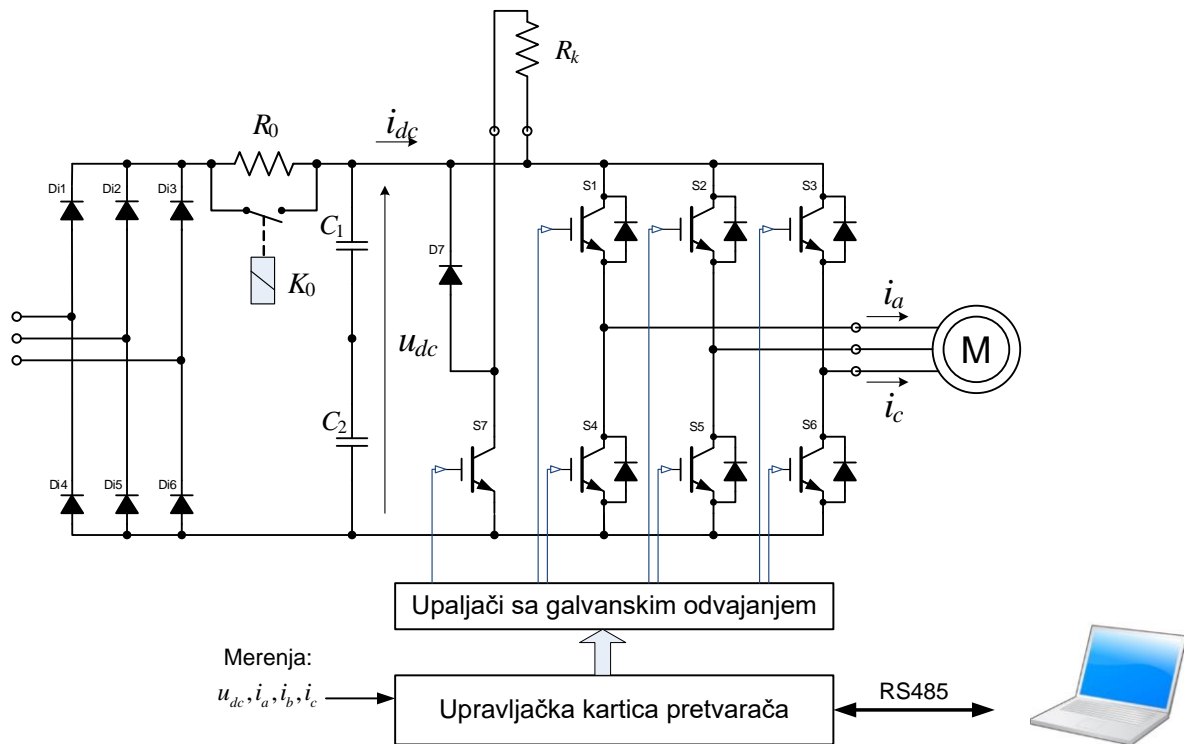 R_k
R_0
i_dc
Di1
Di2
Di3
S1
S2
S3
C_1
D7
K_0
i_a
u_dc
M
i_c
C_2
S7
S4
S5
S6
Di4
Di5
Di6
Upaljači sa galvanskim odvajanjem
Merenja:
u_dc, i_a, i_b, i_c
Upravljačka kartica pretvarača
RS485